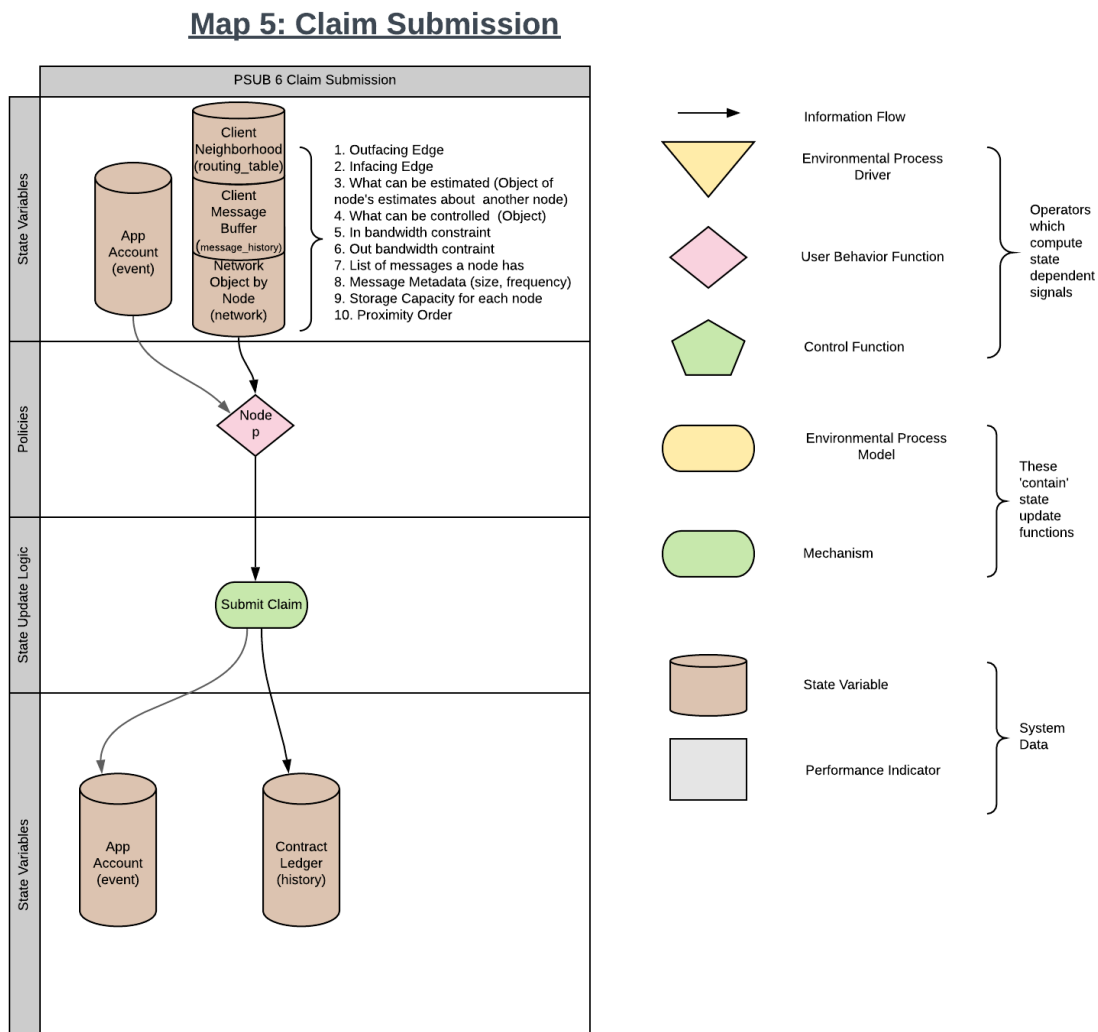 Map 5: Claim Submission
PSUB 6 Claim Submission
State Variables
App
Account
(event)
Client
Neighborhood
(routing_table)
Client
Message
Buffer
(message_history)
Network
Object by
Node
(network)
1. Outfacing Edge
2. Infacing Edge
3. What can be estimated (Object of
node's estimates about  another node)
4. What can be controlled  (Object)
5. In bandwidth constraint
6. Out bandwidth contraint
7. List of messages a node has
8. Message Metadata (size, frequency)
9. Storage Capacity for each node
10. Proximity Order
Policies
Node
p
State Update Logic
Submit Claim
State Variables
App
Account
(event)
Contract
Ledger
(history)
Information Flow
Environmental Process
Driver
User Behavior Function
Control Function
Operators
which
compute
state
dependent
signals
Environmental Process
Model
Mechanism
These
'contain'
state
update
functions
State Variable
Performance Indicator
System
Data